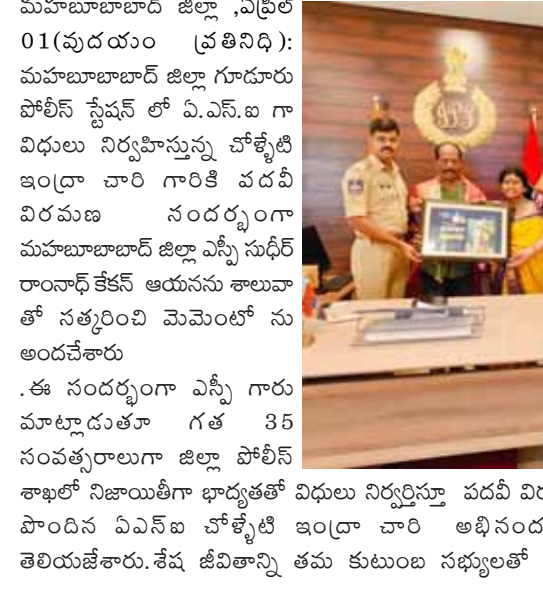 మహబూబాబాద్ జిల్లా ,ఏప్రిల్
01(వుదయం ప్రతినిధి):
మహబూబాబాద్ జిల్లా గూడూరు
పోలీస్ స్టేషన్ లో ఏ.ఎస్.ఐ గా
విధులు నిర్వహిస్తున్న చోళ్ళేటి
ఇంద్రా చారి గారికి పదవీ
విరమణ సందర్భంగా
మహబూబాబాద్ జిల్లా ఎస్పీ సుధీర్
రాంనాధ్ కేకన్ ఆయనను శాలువా
తో సత్కరించి మెమెంటో ను
అందచేశారు
.ఈ సందర్భంగా ఎస్పీ గారు
మాట్లాడుతూ గత 35
సంవత్సరాలుగా జిల్లా పోలీస్
శాఖలో నిజాయితీగా భాద్యతతో విధులు నిర్వర్తిస్తూ పదవీ విర
పొందిన ఏఎస్ఐ చోళ్ళేటి ఇంద్రా చారి అభినంద
తెలియజేశారు.శేష జీవితాన్ని తమ కుటుంబ సభ్యులతో